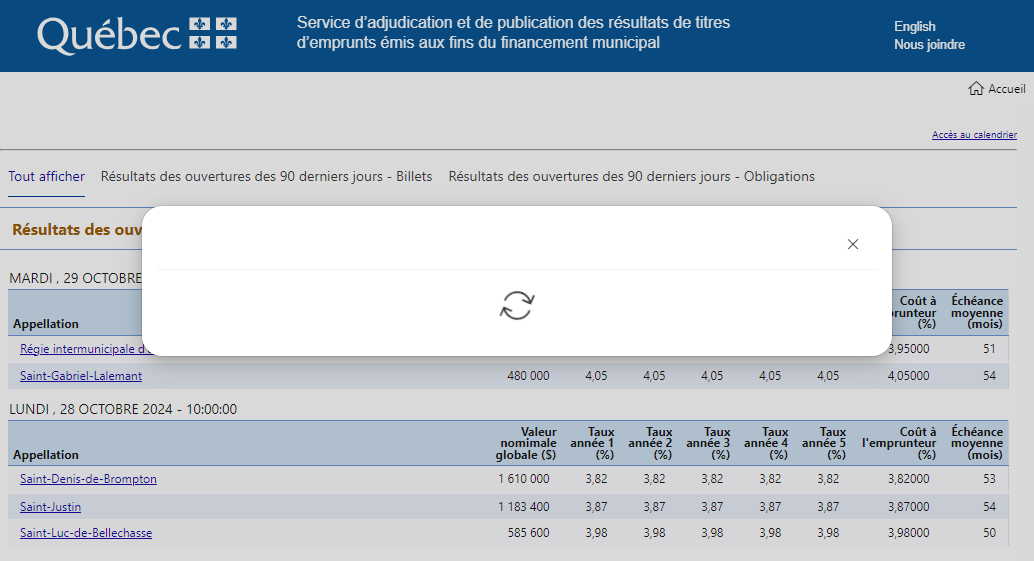 Québec
Service d’adjudication et de publication des résultats de titres
d’emprunts émis aux fins du financement municipal
English
Nous joindre
Accueil
Accès au calendrier
Tout afficher Résultats des ouvertures des 90 derniers jours - Billets Résultats des ouvertures des 90 derniers jours - Obligations
Résultats des
MARDI , 29 OCTOBRE
Appellation Coût à (%) Échéance moyenne (mois)
Régie intermunicipale 3,95000 51
Saint-Gabriel-Lalemant 480 000 4,05 4,05 4,05 4,05 4,05 4,05000 54
LUNDI , 28 OCTOBRE 2024 - 10:00:00
Appellation Valeur nomimale globale ($) Taux année 1 (%) Taux année 2 (%) Taux année 3 (%) Taux année 4 (%) Taux année 5 (%) Coût à l'emprunteur (%) Échéance moyenne (mois)
Saint-Denis-de-Brompton 1 610 000 3,82 3,82 3,82 3,82 3,82 3,82000 53
Saint-Justin 1 183 400 3,87 3,87 3,87 3,87 3,87 3,87000 54
Saint-Luc-de-Bellechasse 585 600 3,98 3,98 3,98 3,98 3,98 3,98000 50